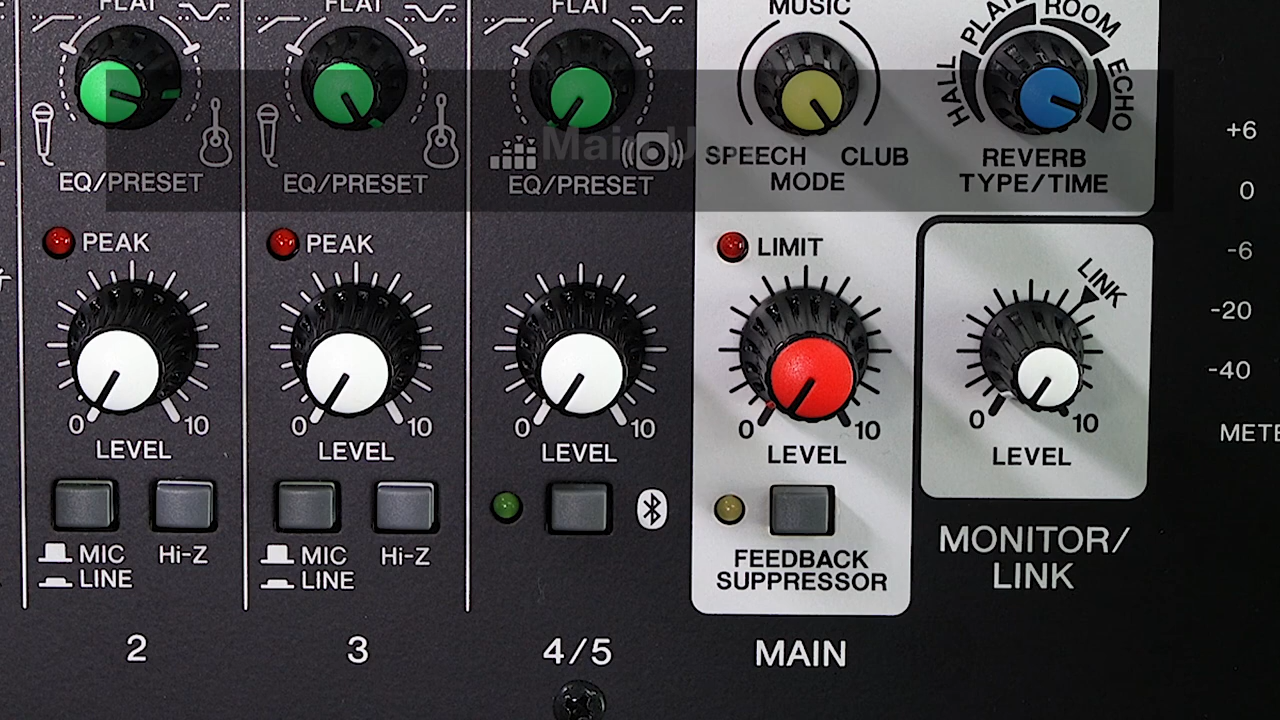 FLAT
FLAT
FLAT
MUSIC
PLATE
ROOM
HALL
ECHO
SPEECH
CLUB
MODE
REVERB
TYPE/TIME
EQ/PRESET
EQ/PRESET
EQ/PRESET
+6
0
-6
-20
-40
PEAK
PEAK
LIMIT
LINK
0 10
0 10
0 10
0 10
0 10
LEVEL
LEVEL
LEVEL
LEVEL
LEVEL
MIC
LINE
Hi-Z
MIC
LINE
Hi-Z
FEEDBACK
SUPPRESSOR
MONITOR/
LINK
2
3
4/5
MAIN